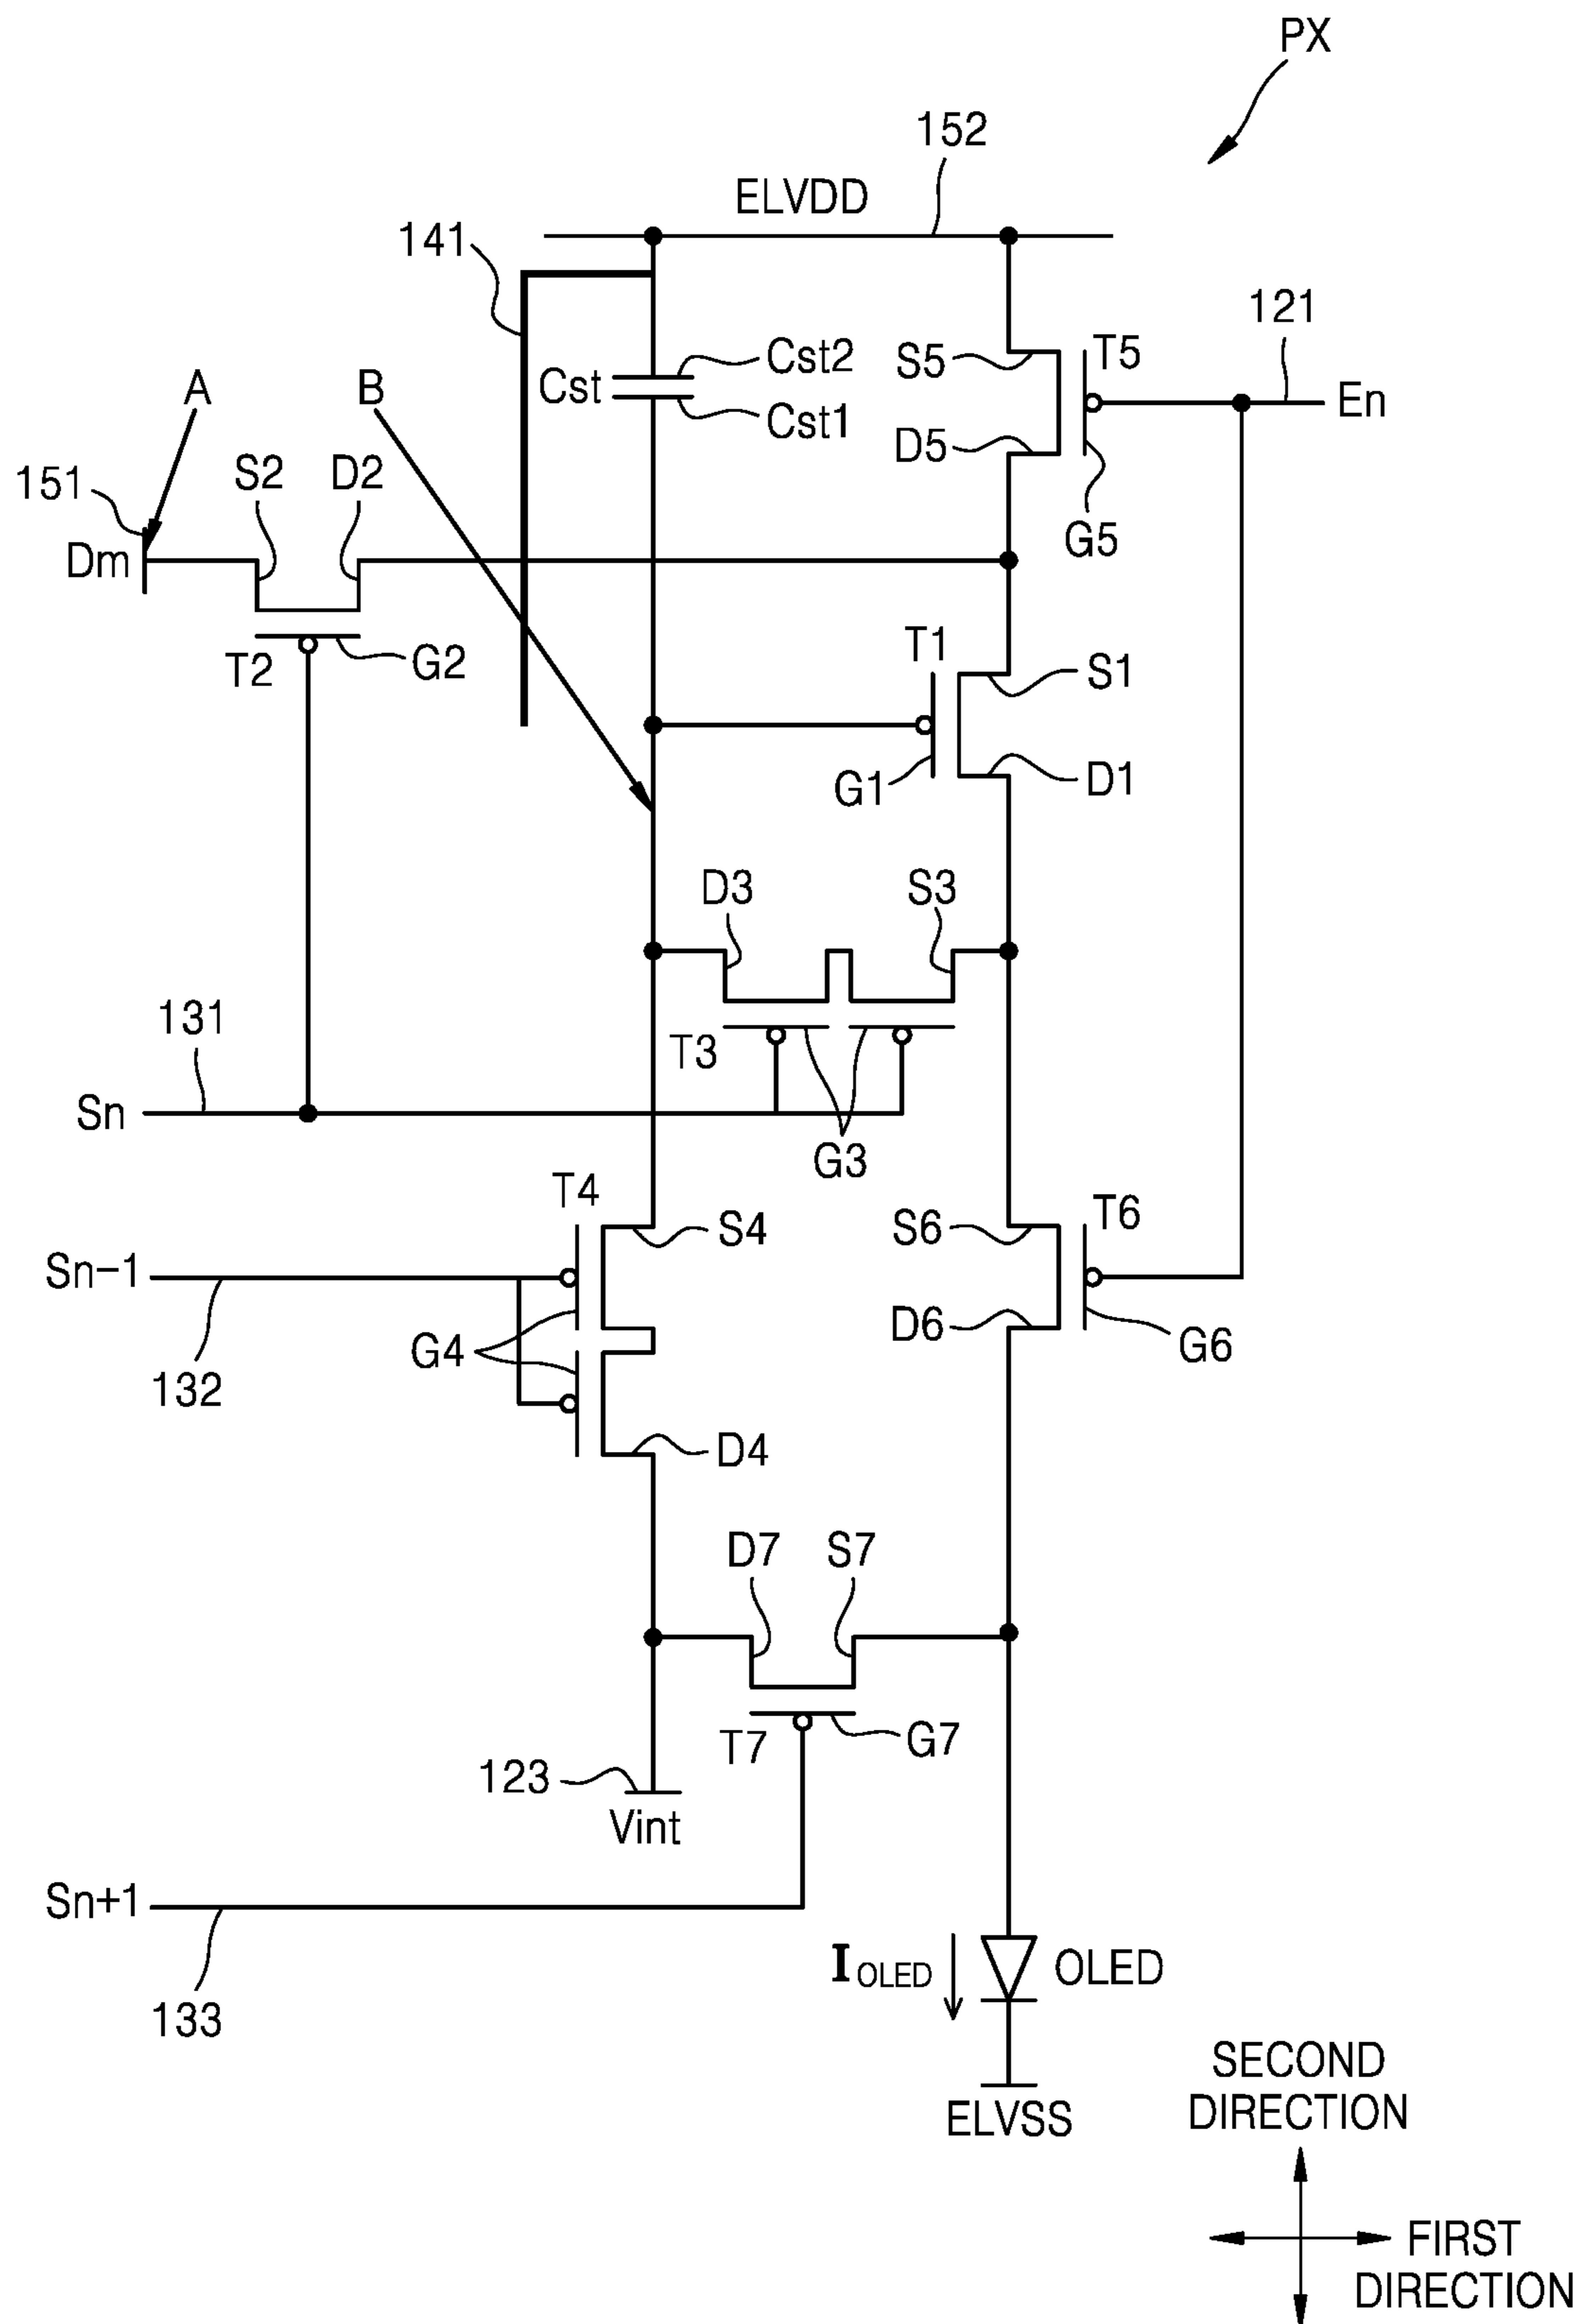 PX
152
ELVDD
141
121
Cst2
S5
T5
A
B
Cst
En
Cst1
D5
151
S2
D2
G5
Dm
T1
T2
G2
S1
G1
D1
D3
S3
131
T3
Sn
G3
T4
S4
S6
T6
Sn-1
D6
G4
G6
132
D4
D7
S7
T7
G7
123
Vint
Sn+1
IOLED
OLED
133
SECOND
DIRECTION
ELVSS
FIRST
DIRECTION